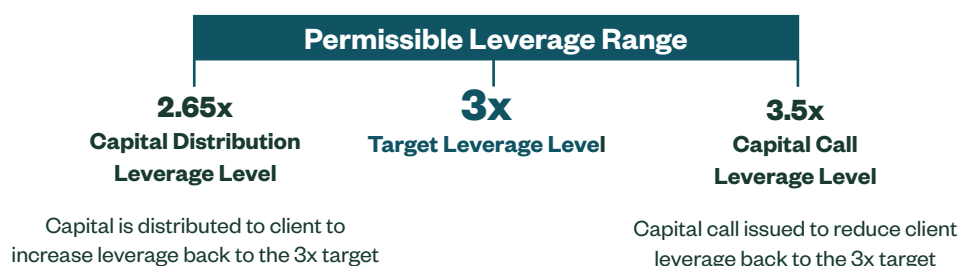 Permissible Leverage Range
2.65x
Capital Distribution
Leverage Level
Capital is distributed to client to
increase leverage back to the 3x target
3x
Target Leverage Level
3.5x
Capital Call
Leverage Level
Capital call issued to reduce client
leverage back to the 3x target